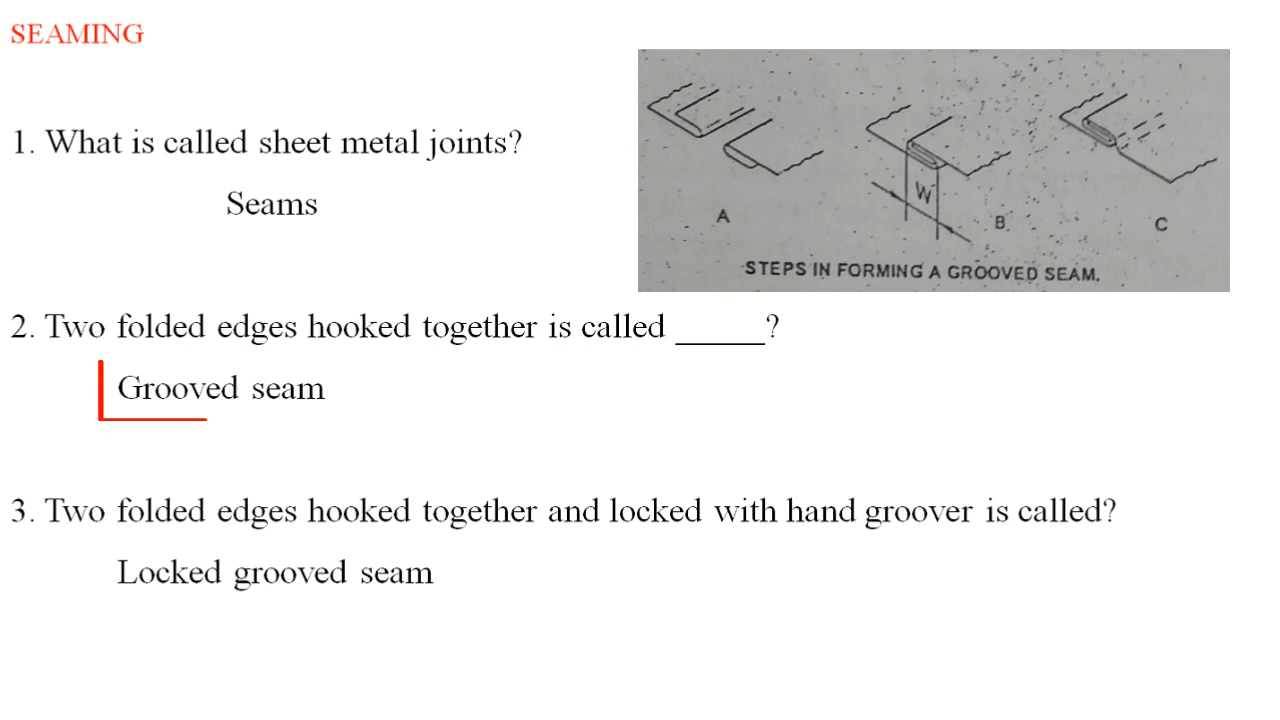 SEAMING
1. What is called sheet metal joints?
Seams
W
A
B
C
STEPS IN FORMING A GROOVED SEAM.
2. Two folded edges hooked together is called _____?
Grooved seam
3. Two folded edges hooked together and locked with hand groover is called?
Locked grooved seam